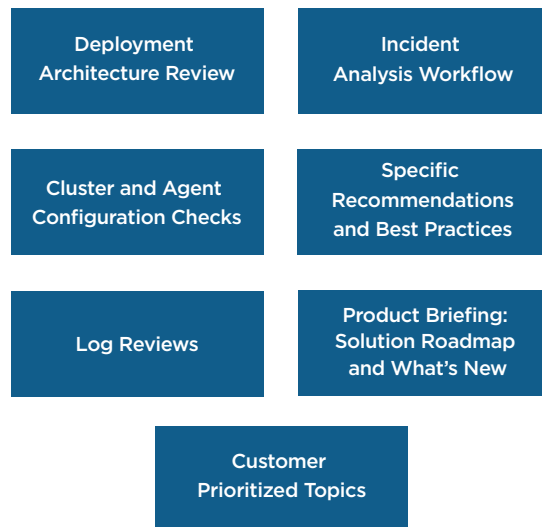 Deployment
Architecture Review
Incident
Analysis Workflow
Cluster and Agent
Configuration Checks
Specific
Recommendations
and Best Practices
Log Reviews
Product Briefing:
Solution Roadmap
and What's New
Customer
Prioritized Topics